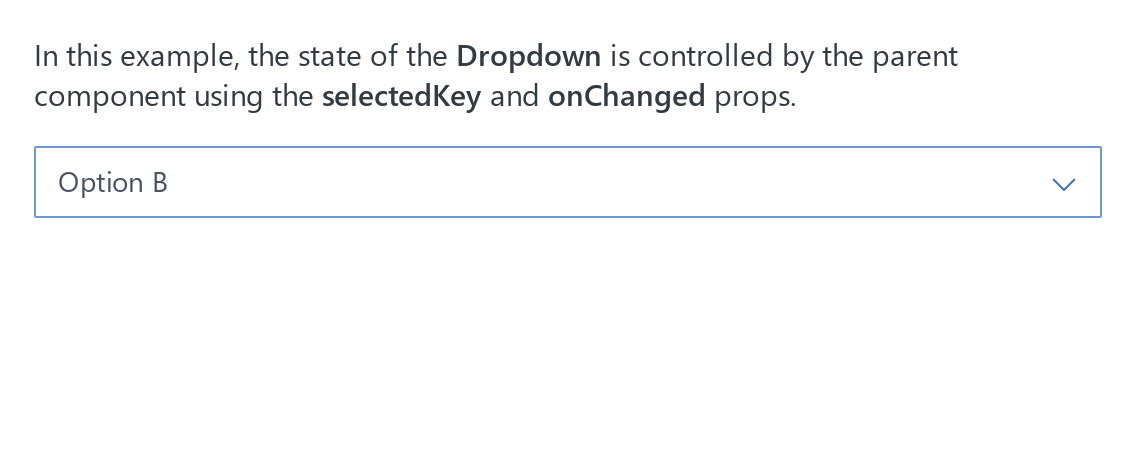 In this example, the state of the Dropdown is controlled by the parent
component using the selectedKey and onChanged props.
Option B